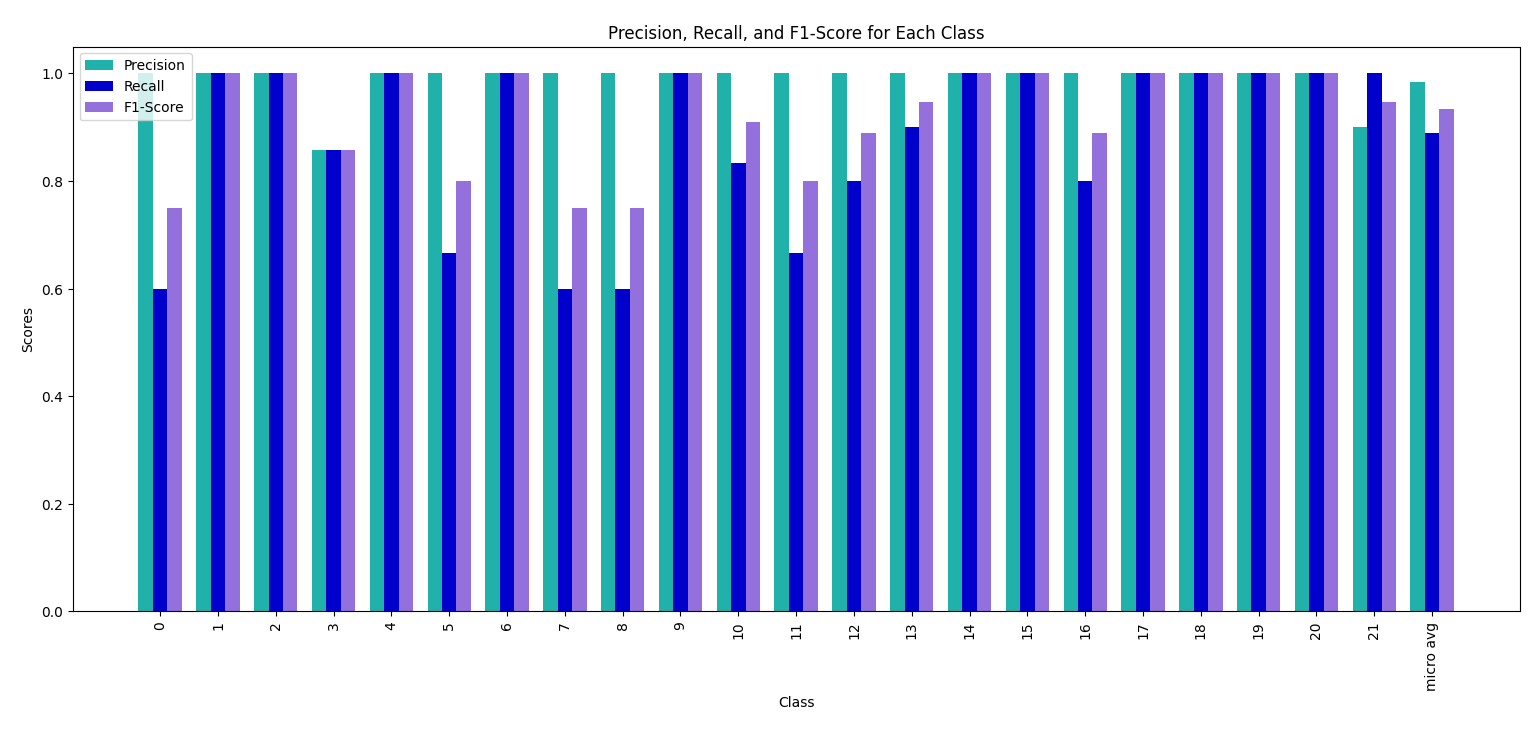 Precision, Recall, and F1-Score for Each Class
Precision
Recall
F1-Score
1.0
0.8
0.6
0.4
0.2
0.0
Scores
0 1 2 3 4 5 6 7 8 9 10 11 12 13 14 15 16 17 18 19 20 21 micro avg
Class